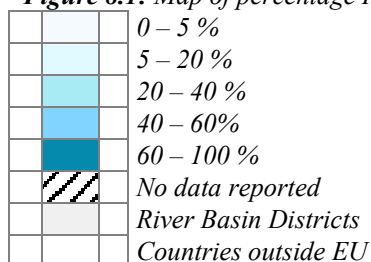 Figure 6.1: Map of percentage
0 – 5 %
5 – 20 %
20 – 40 %
40 – 60%
60 – 100 %
No data reported
River Basin Districts
Countries outside EU